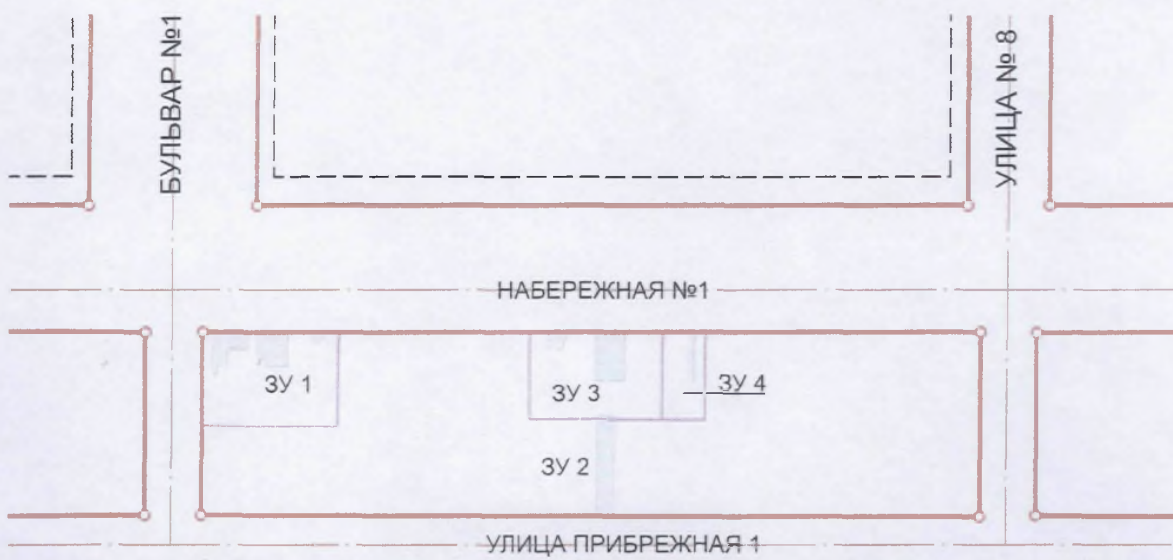 БУЛЬВАР №1
УЛИЦА № 8
НАБЕРЕЖНАЯ №1
ЗУ 1
ЗУ 3
ЗУ 4
ЗУ 2
УЛИЦА ПРИБРЕЖНАЯ 1